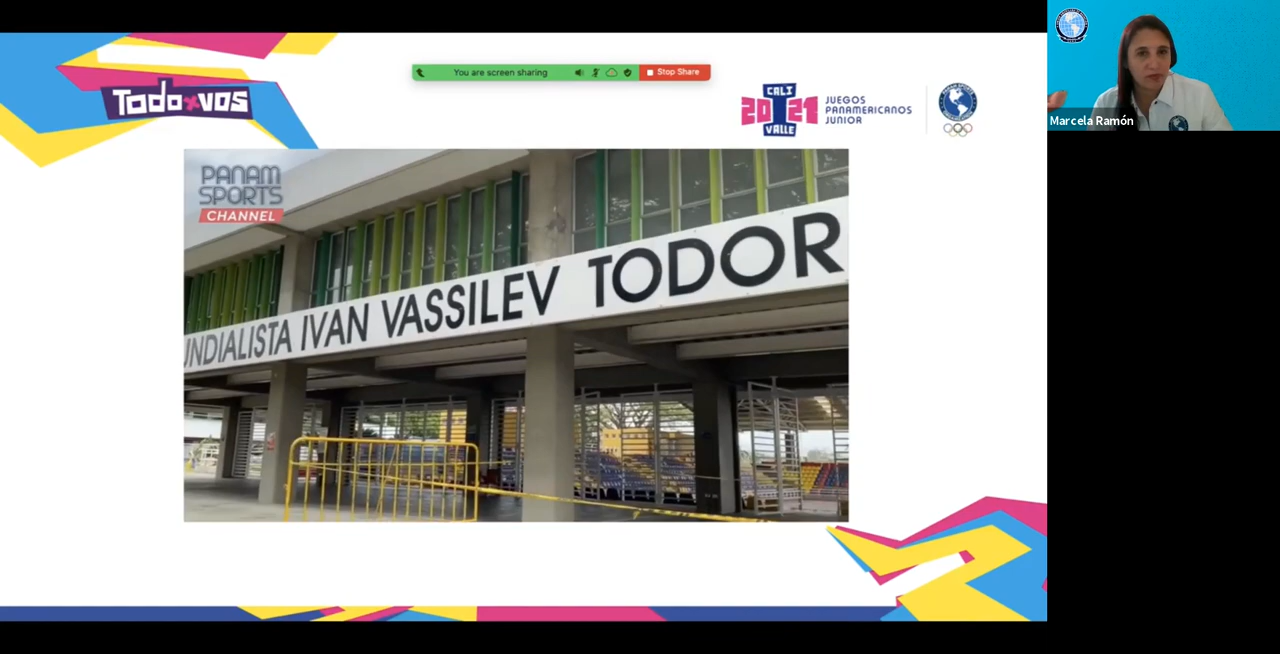 You are screen sharing
Stop Share
Todo x vos
CALI
2021
VALLE
JUEGOS
PANAMERICANOS
JUNIOR
PANAM
SPORTS
CHANNEL
UNDIALISTA IVAN VASSILEV TODOR
Marcela Ramón